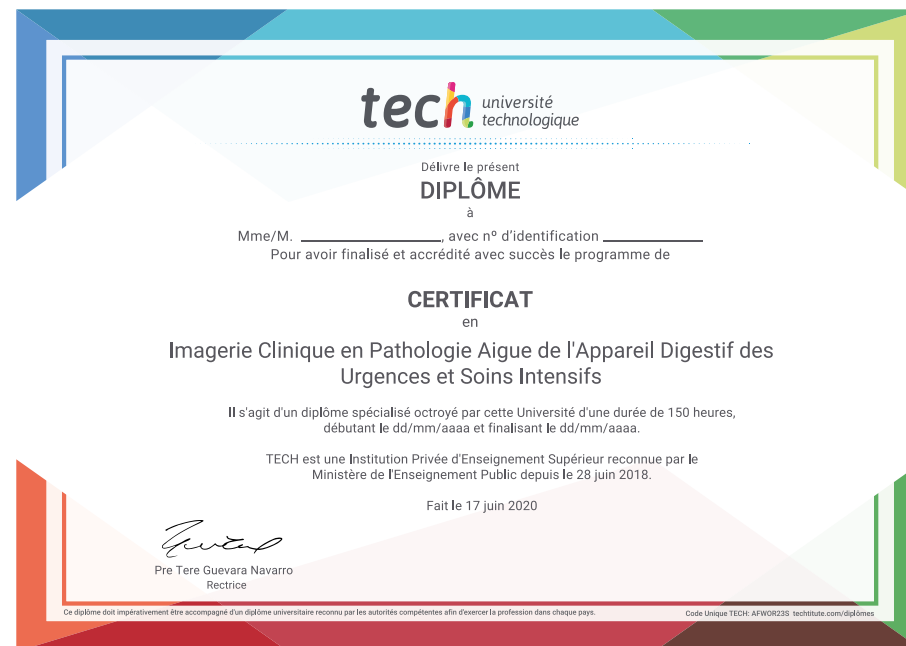 tech université
technologique
Délivre le présent
DIPLÔME
à
Mme/M. ____________________, avec nº d'identification ______________
Pour avoir finalisé et accrédité avec succès le programme de
CERTIFICAT
en
Imagerie Clinique en Pathologie Aigue de l'Appareil Digestif des
Urgences et Soins Intensifs
Il s'agit d'un diplôme spécialisé octroyé par cette Université d'une durée de 150 heures,
débutant le dd/mm/aaaa et finalisant le dd/mm/aaaa.
TECH est une Institution Privée d'Enseignement Supérieur reconnue par le
Ministère de l'Enseignement Public depuis le 28 juin 2018.
Fait le 17 juin 2020
Pre Tere Guevara Navarro
Rectrice
Ce diplôme doit impérativement être accompagné d'un diplôme universitaire reconnu par les autorités compétentes afin d'exercer la profession dans chaque pays.
Code Unique TECH: AFWOR23S techtitute.com/diplômes